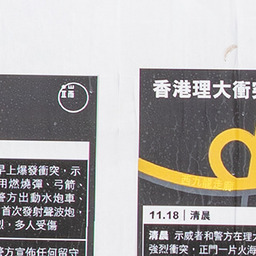 早上爆發衝突，示
用燃燒彈、弓箭、
警方出動水炮車、
首次發射聲波炮，
烈，多人受傷
警方宣佈任何留守
香港理大衝突
11.18｜清晨
示威者和警方在理大
強烈衝突，正門一片火海